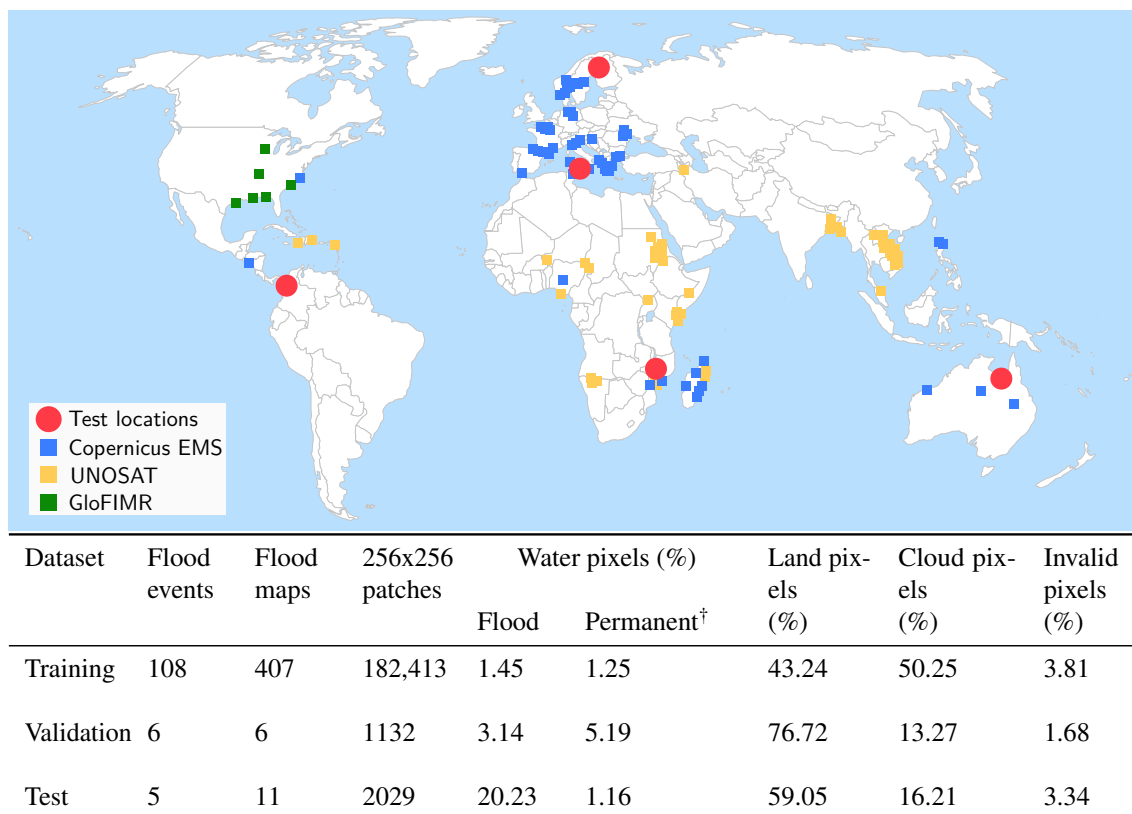 Test locations
Copernicus EMS
UNOSAT
GloFIMR
Dataset Flood events Flood maps 256x256 patches Water pixels (%) Land pix-els (%) Cloud pix-els (%) Invalid pixels (%)
Flood Permanent†
Training 108 407 182,413 1.45 1.25 43.24 50.25 3.81
Validation 6 6 1132 3.14 5.19 76.72 13.27 1.68
Test 5 11 2029 20.23 1.16 59.05 16.21 3.34